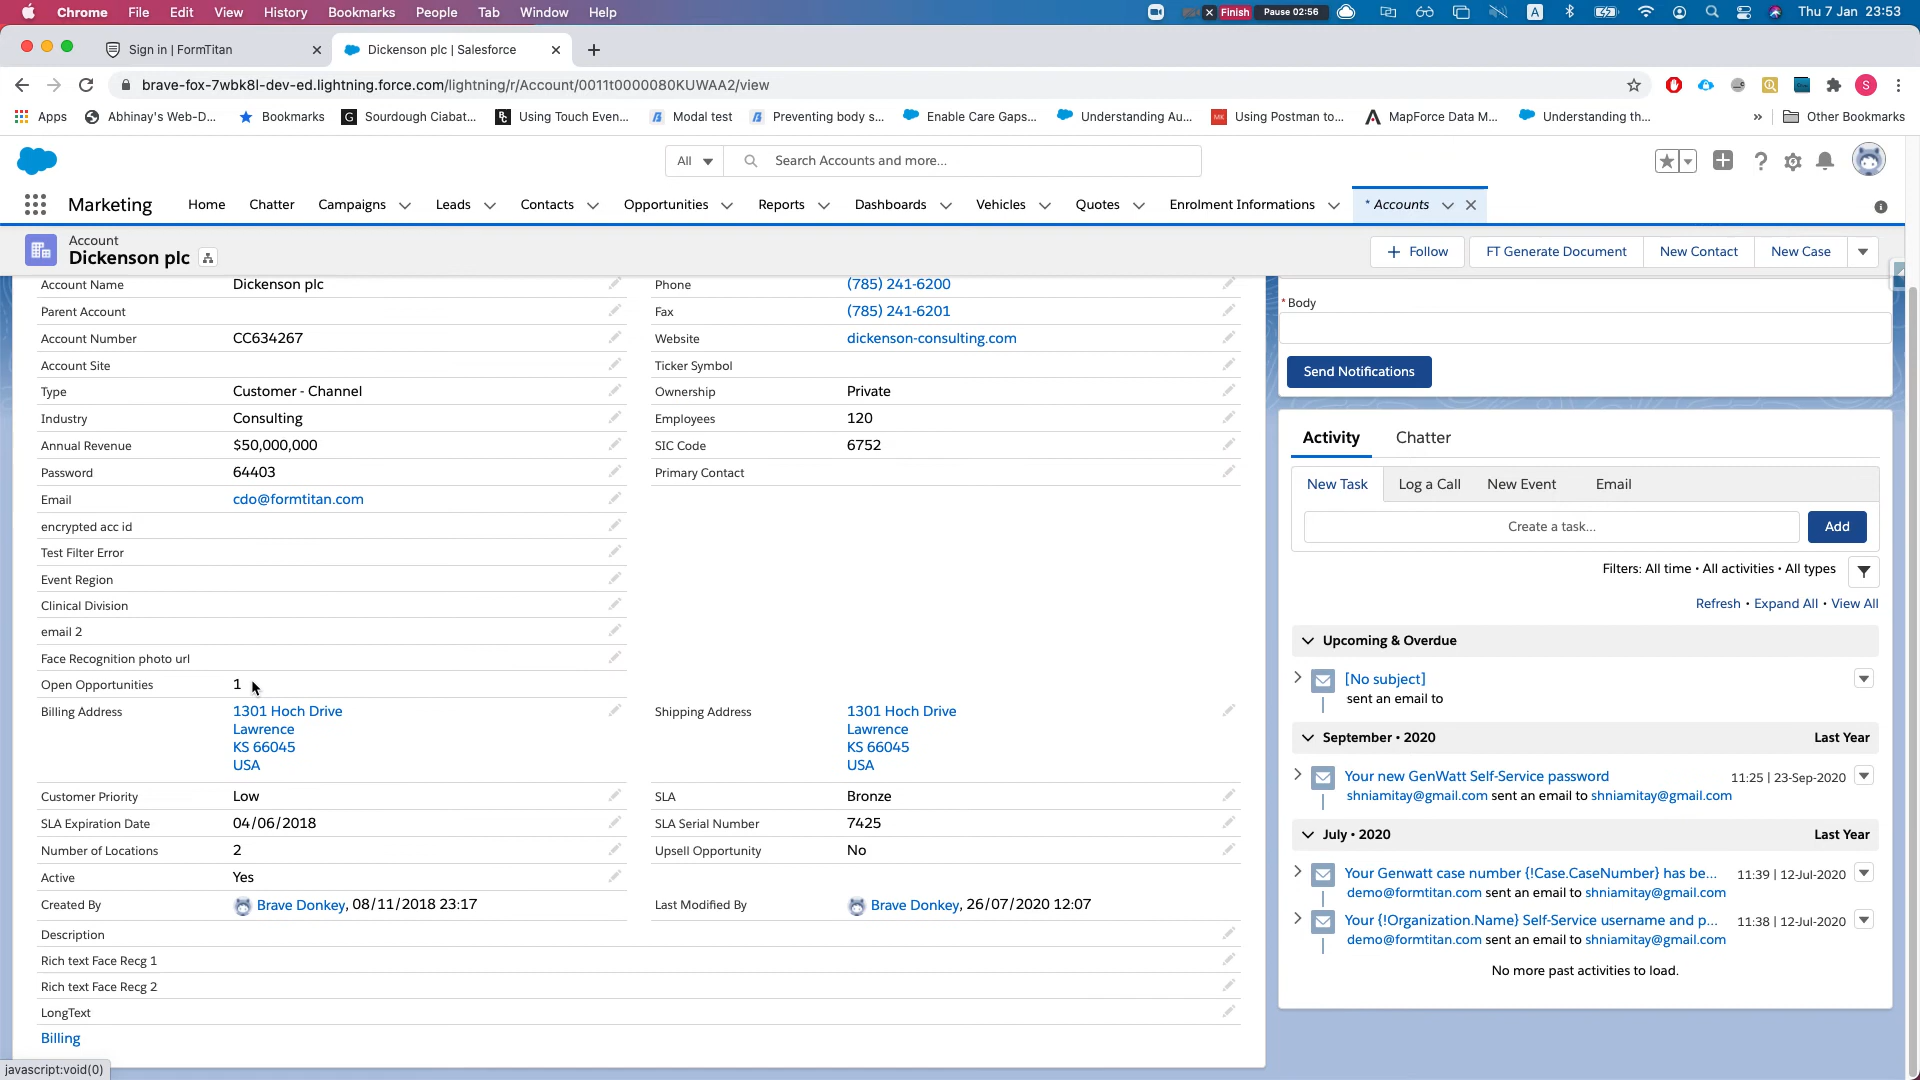 Chrome File Edit View History Bookmarks People Tab Window Help Finish Pause 02:56 A Thu 7 Jan 23:53
Sign in | FormTitan Dickenson plc | Salesforce
brave-fox-7wbk8l-dev-ed.lightning.force.com/lightning/r/Account/0011t0000080KUWAA2/view S
Apps Abhinay's Web-D... Bookmarks Sourdough Ciabat... Using Touch Even... Modal test Preventing body s... Enable Care Gaps... Understanding Au... Using Postman to... MapForce Data M... Understanding th... » Other Bookmarks
All Search Accounts and more...
Marketing Home Chatter Campaigns Leads Contacts Opportunities Reports Dashboards Vehicles Quotes Enrolment Informations * Accounts
Account
Dickenson plc
+ Follow FT Generate Document New Contact New Case
Account Name Dickenson plc Phone (785) 241-6200
Parent Account Fax (785) 241-6201
Account Number CC634267 Website dickenson-consulting.com
Account Site Ticker Symbol
Type Customer - Channel Ownership Private
Industry Consulting Employees 120
Annual Revenue $50,000,000 SIC Code 6752
Password 64403 Primary Contact
Email cdo@formtitan.com
encrypted acc id
Test Filter Error
Event Region
Clinical Division
email 2
Face Recognition photo url
Open Opportunities 1
Billing Address 1301 Hoch Drive Shipping Address 1301 Hoch Drive
Lawrence Lawrence
KS 66045 KS 66045
USA USA
Customer Priority Low SLA Bronze
SLA Expiration Date 04/06/2018 SLA Serial Number 7425
Number of Locations 2 Upsell Opportunity No
Active Yes
Created By Brave Donkey, 08/11/2018 23:17 Last Modified By Brave Donkey, 26/07/2020 12:07
Description
Rich text Face Recg 1
Rich text Face Recg 2
LongText
Billing
javascript:void(0)
* Body
Send Notifications
Activity Chatter
New Task Log a Call New Event Email
Create a task... Add
Filters: All time • All activities • All types
Refresh • Expand All • View All
Upcoming & Overdue
[No subject]
sent an email to
September • 2020 Last Year
Your new GenWatt Self-Service password 11:25 | 23-Sep-2020
shniamitay@gmail.com sent an email to shniamitay@gmail.com
July • 2020 Last Year
Your Genwatt case number {!Case.CaseNumber} has be... 11:39 | 12-Jul-2020
demo@formtitan.com sent an email to shniamitay@gmail.com
Your {!Organization.Name} Self-Service username and p... 11:38 | 12-Jul-2020
demo@formtitan.com sent an email to shniamitay@gmail.com
No more past activities to load.